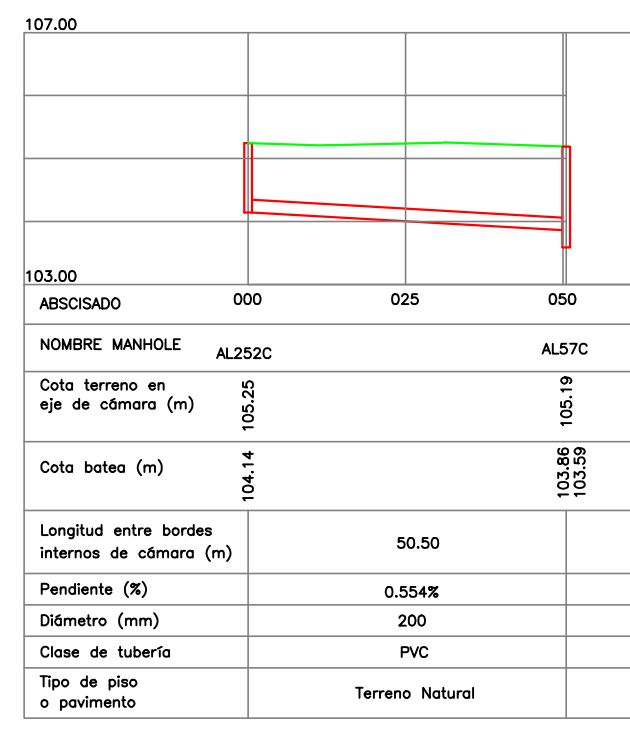 107.00
103.00
ABSCISADO 000 025 050
NOMBRE MANHOLE AL252C AL57C
Cota terreno en
eje de cámara (m) 105.25 105.19
Cota batea (m) 104.14 103.86 103.59
Longitud entre bordes
internos de cámara (m) 50.50
Pendiente (%) 0.554%
Diámetro (mm) 200
Clase de tubería PVC
Tipo de piso
o pavimento Terreno Natural